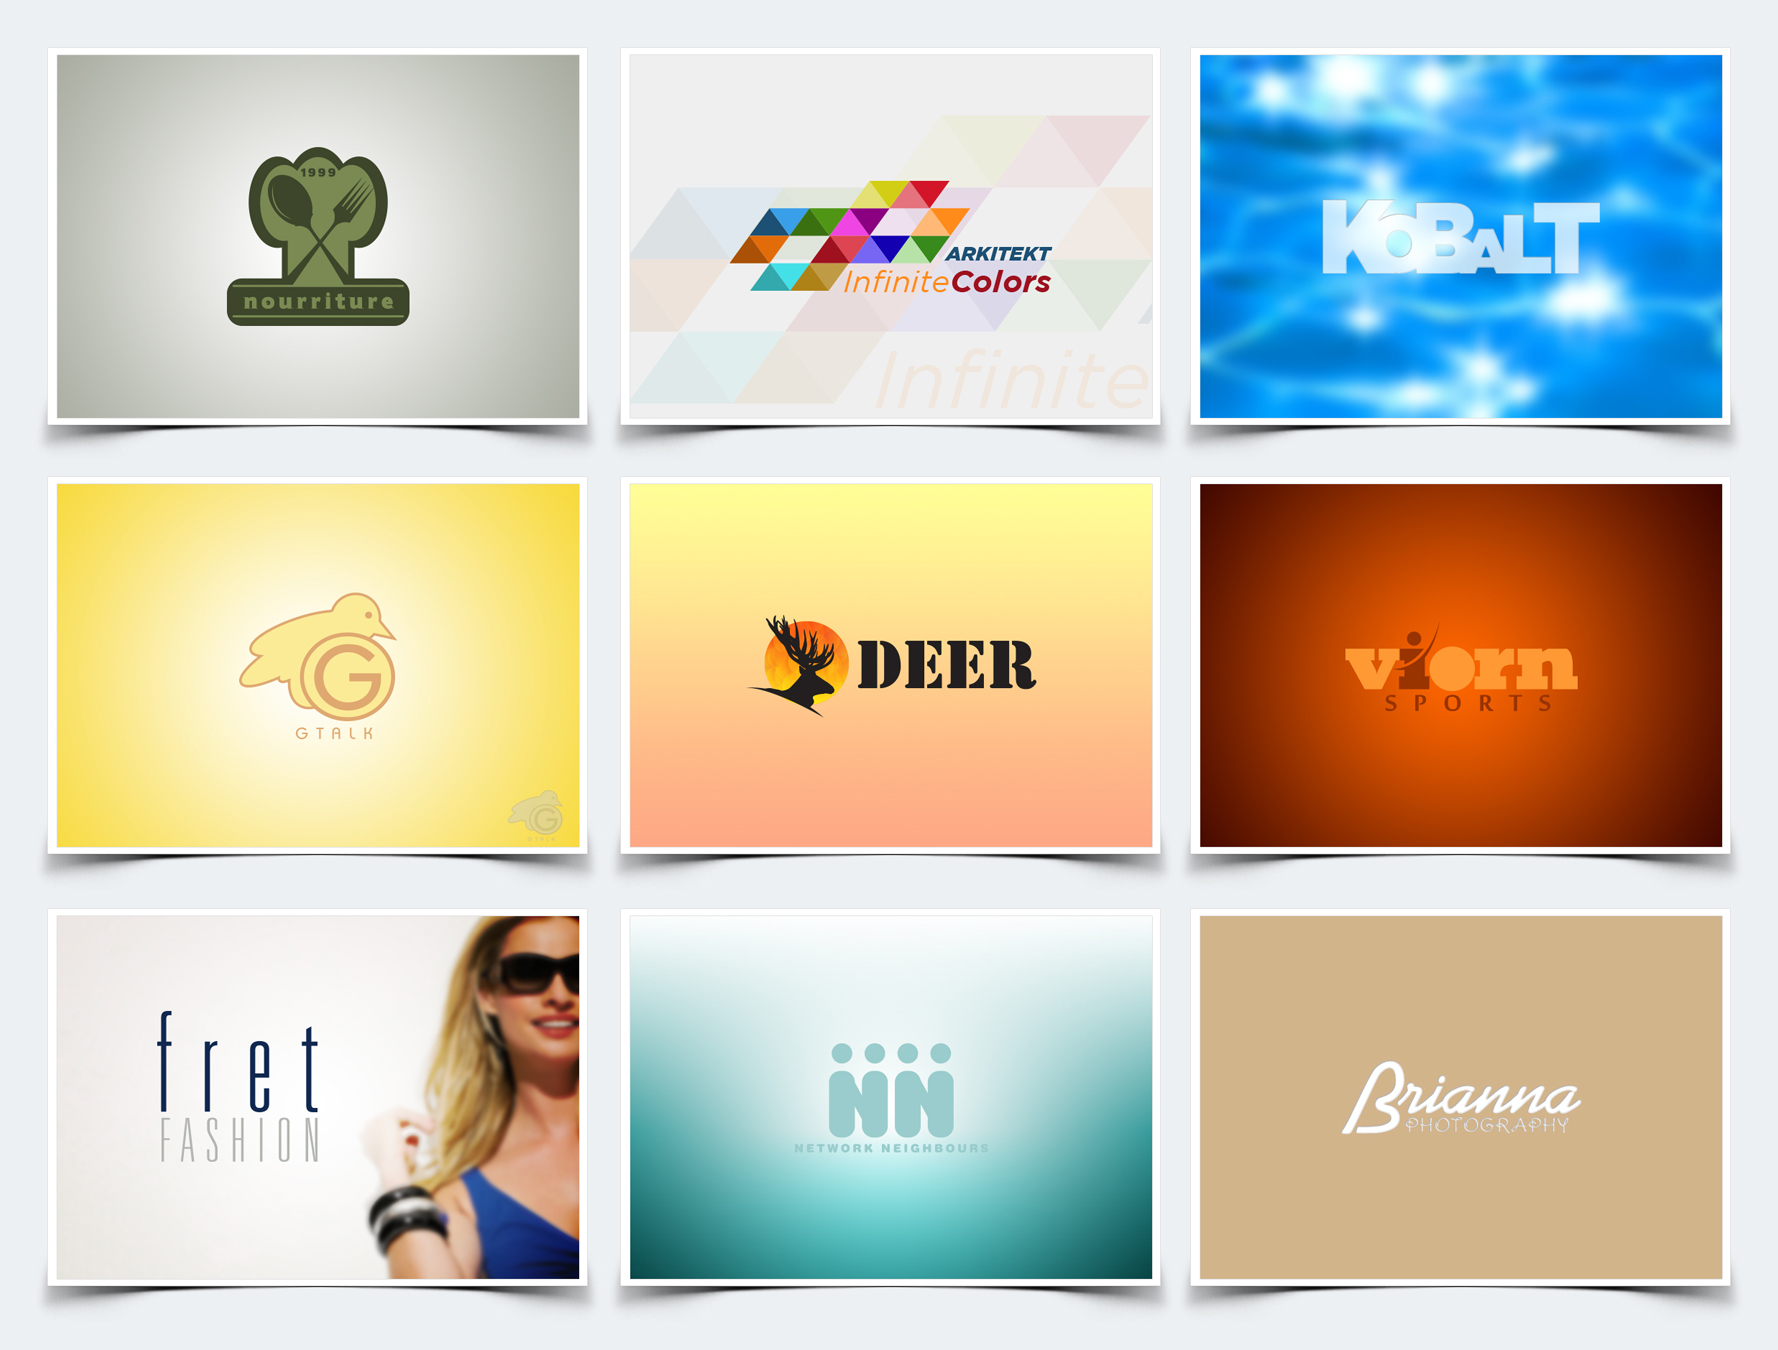 1999
nourriture
ARKITEKT
InfiniteColors
Infinite
KOBALT
G
GTALK
G
DEER
viorn
SPORTS
fret
FASHION
NN
NETWORK NEIGHBOURS
Brianna
PHOTOGRAPHY